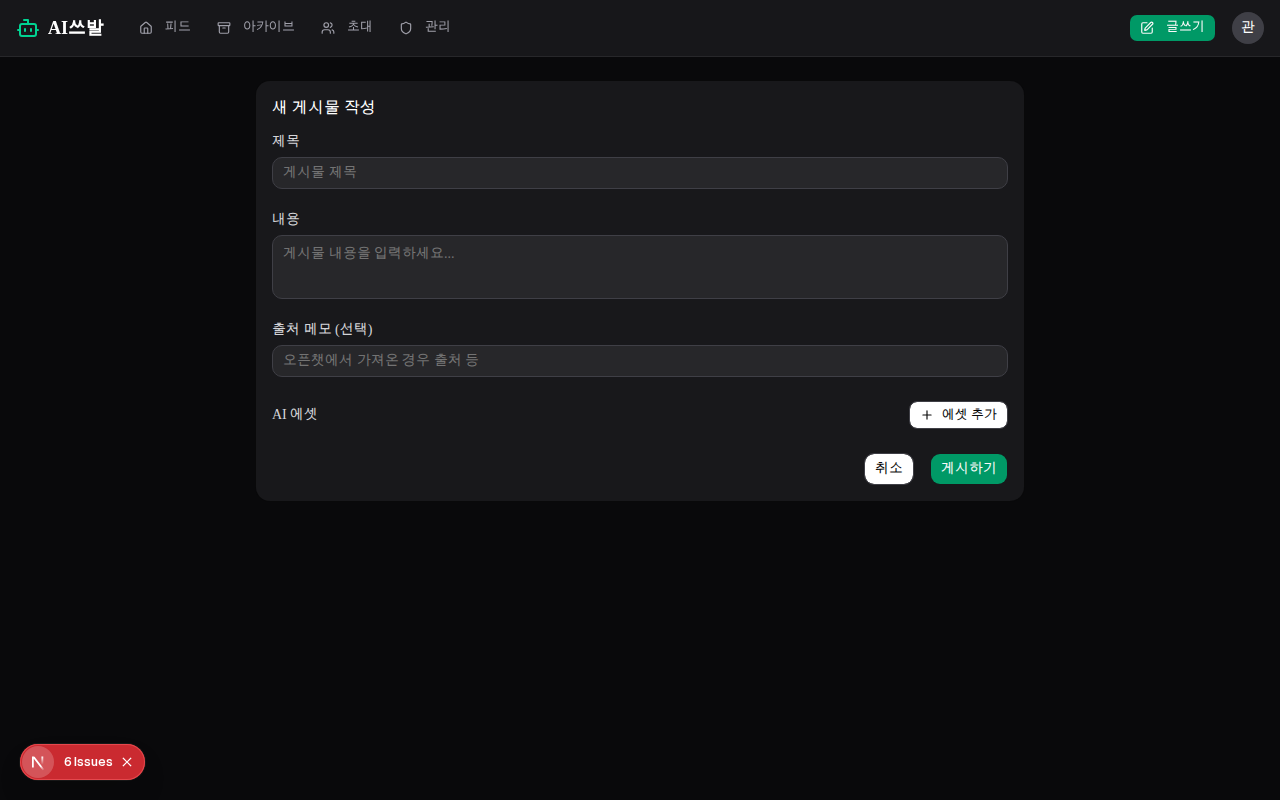 AI쓰발
피드
아카이브
초대
관리
글쓰기
관
새 게시물 작성
제목
게시물 제목
내용
게시물 내용을 입력하세요...
출처 메모 (선택)
오픈챗에서 가져온 경우 출처 등
AI 에셋
에셋 추가
취소
게시하기
N
6 Issues